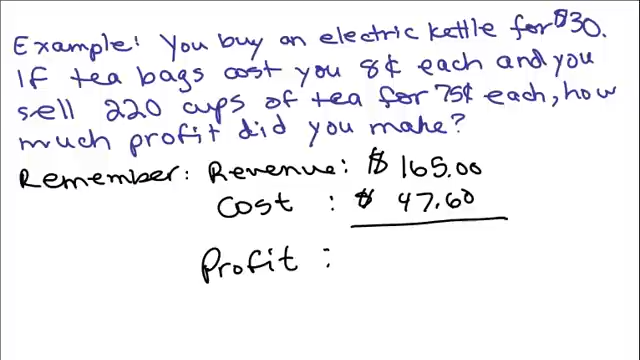 Example: You buy an electric kettle for $30.
If tea bags cost you 8¢ each and you
sell 220 cups of tea for 75¢ each, how
much profit did you make?
Remember: Revenue: $ 165.00
Cost : $ 47.60
Profit :